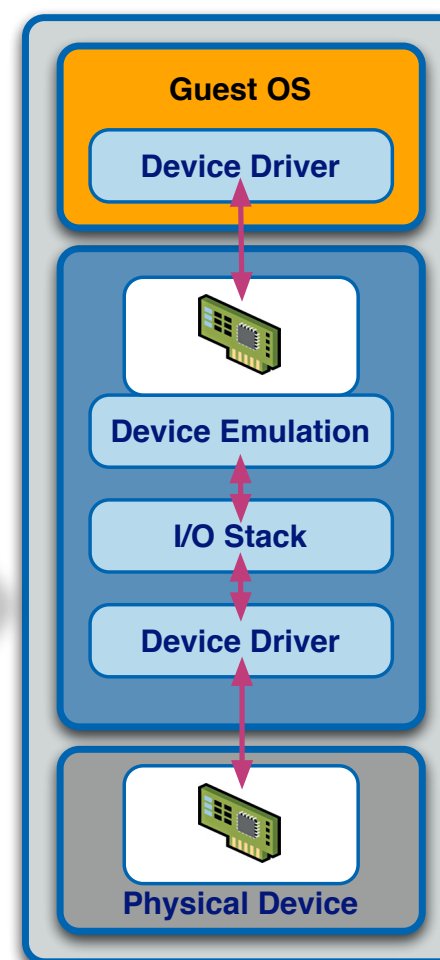 Guest OS
Device Driver
Device Emulation
I/O Stack
Device Driver
Physical Device